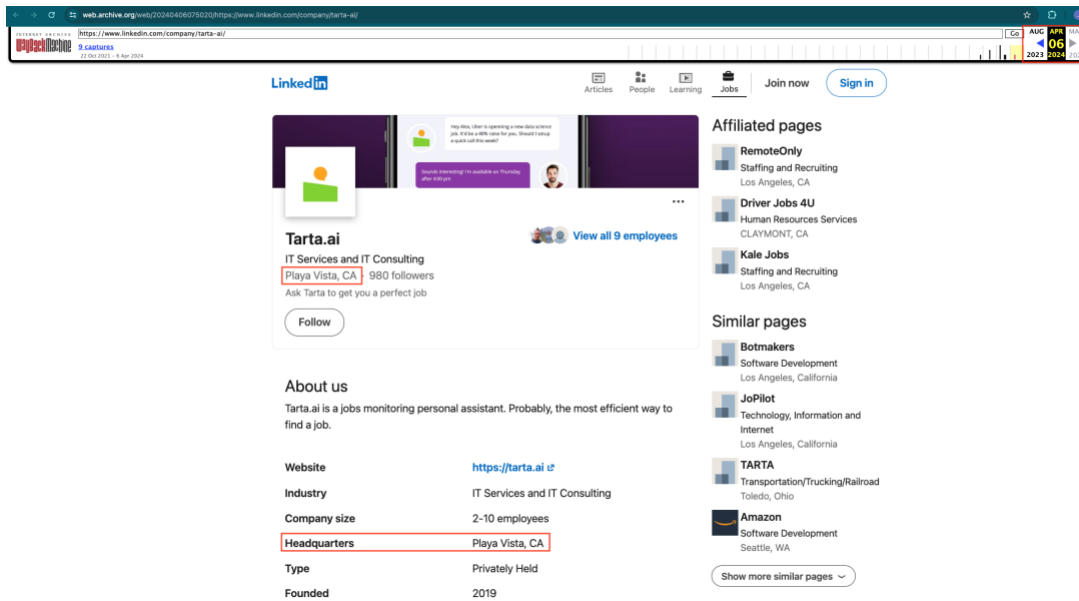 web.archive.org/web/20240406075020/https://www.linkedin.com/company/tarta-ai/
INTERNET ARCHIVE
WayBackMachine
https://www.linkedin.com/company/tarta-ai/
Go
9 captures
22 Oct 2021 – 6 Apr 2024
AUG APR
06
2023 2024
LinkedIn
Articles
People
Learning
Jobs
Join now
Sign in
Hey Alex, Uber is openning a new data science
job. It'd be a 40% raise for you. Should I setup
a quick call this week?
Sounds interesting! I'm available on Thursday
after 4:00 pm
Tarta.ai
View all 9 employees
IT Services and IT Consulting
Playa Vista, CA 980 followers
Ask Tarta to get you a perfect job
Follow
About us
Tarta.ai is a jobs monitoring personal assistant. Probably, the most efficient way to
find a job.
Website https://tarta.ai
Industry IT Services and IT Consulting
Company size 2-10 employees
Headquarters Playa Vista, CA
Type Privately Held
Founded 2019
Affiliated pages
RemoteOnly
Staffing and Recruiting
Los Angeles, CA
Driver Jobs 4U
Human Resources Services
CLAYMONT, CA
Kale Jobs
Staffing and Recruiting
Los Angeles, CA
Similar pages
Botmakers
Software Development
Los Angeles, California
JoPilot
Technology, Information and
Internet
Los Angeles, California
TARTA
Transportation/Trucking/Railroad
Toledo, Ohio
Amazon
Software Development
Seattle, WA
Show more similar pages